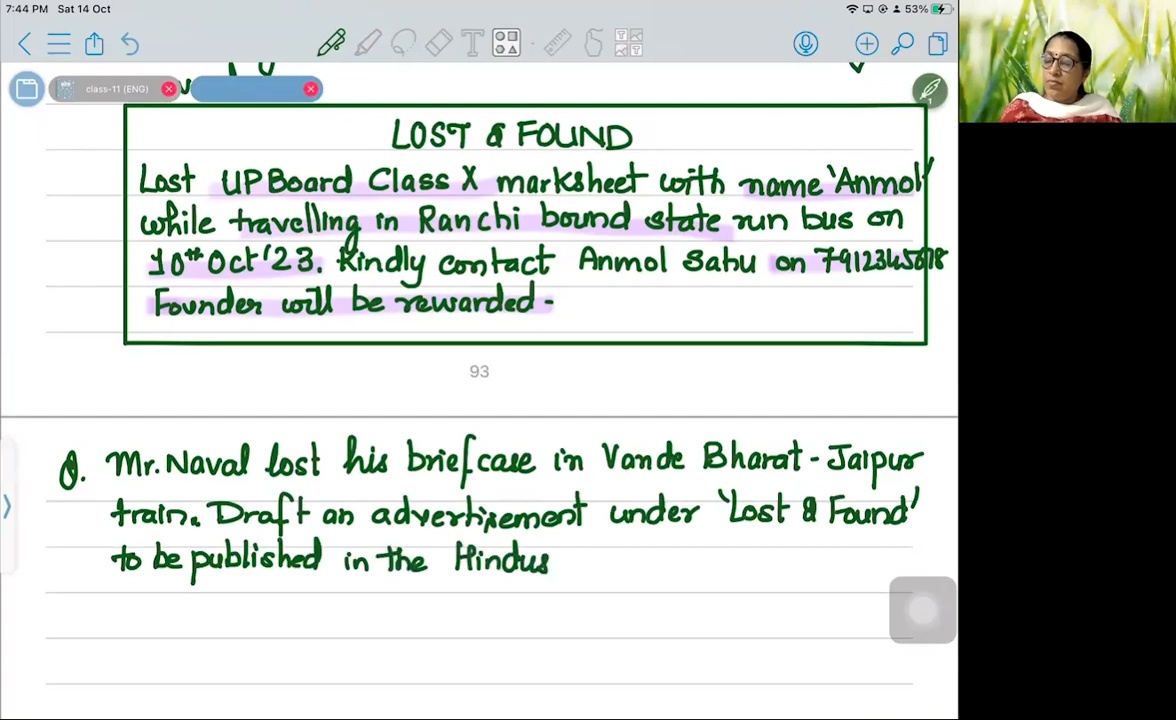 7:44 PM Sat 14 Oct
53%
class-11 (ENG)
1
LOST & FOUND
Lost UP Board Class X marksheet with name 'Anmol'
while travelling in Ranchi bound state run bus on
10th Oct '23. Kindly contact Anmol Sahu on
Founder will be rewarded -
93
Q. Mr. Naval lost his briefcase in Vande Bharat - Jaipur
train. Draft an advertisement under 'Lost & Found'
to be published in the Hindus